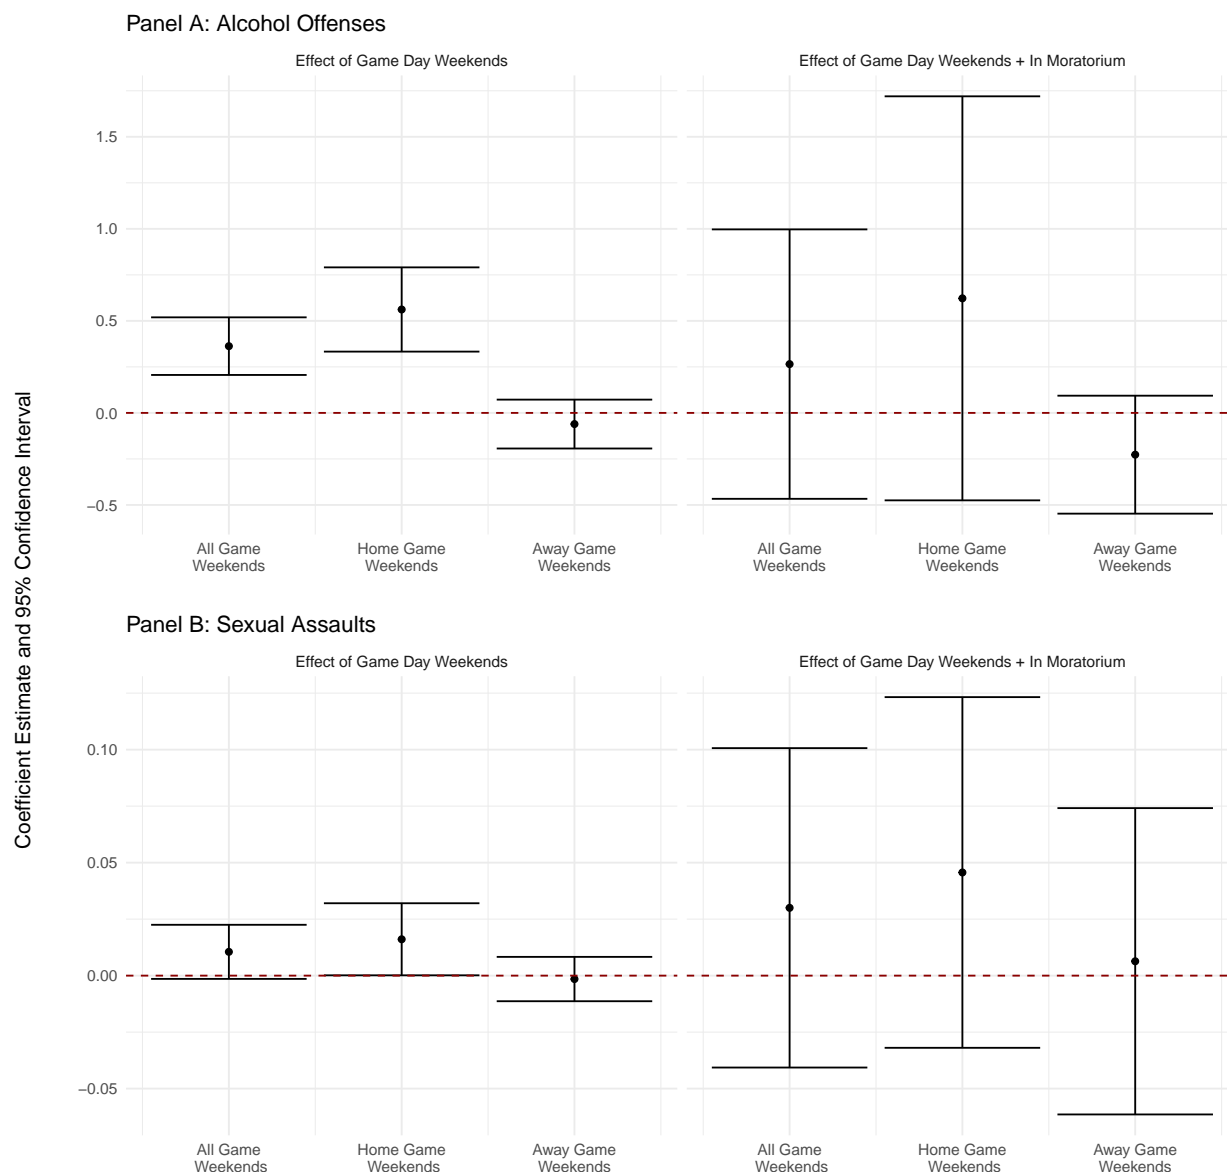 Panel A: Alcohol Offenses
Effect of Game Day Weekends
Effect of Game Day Weekends + In Moratorium
1.5
1.0
0.5
0.0
−0.5
All Game
Weekends
Home Game
Weekends
Away Game
Weekends
All Game
Weekends
Home Game
Weekends
Away Game
Weekends
Coefficient Estimate and 95% Confidence Interval
Panel B: Sexual Assaults
Effect of Game Day Weekends
Effect of Game Day Weekends + In Moratorium
0.10
0.05
0.00
−0.05
All Game
Weekends
Home Game
Weekends
Away Game
Weekends
All Game
Weekends
Home Game
Weekends
Away Game
Weekends